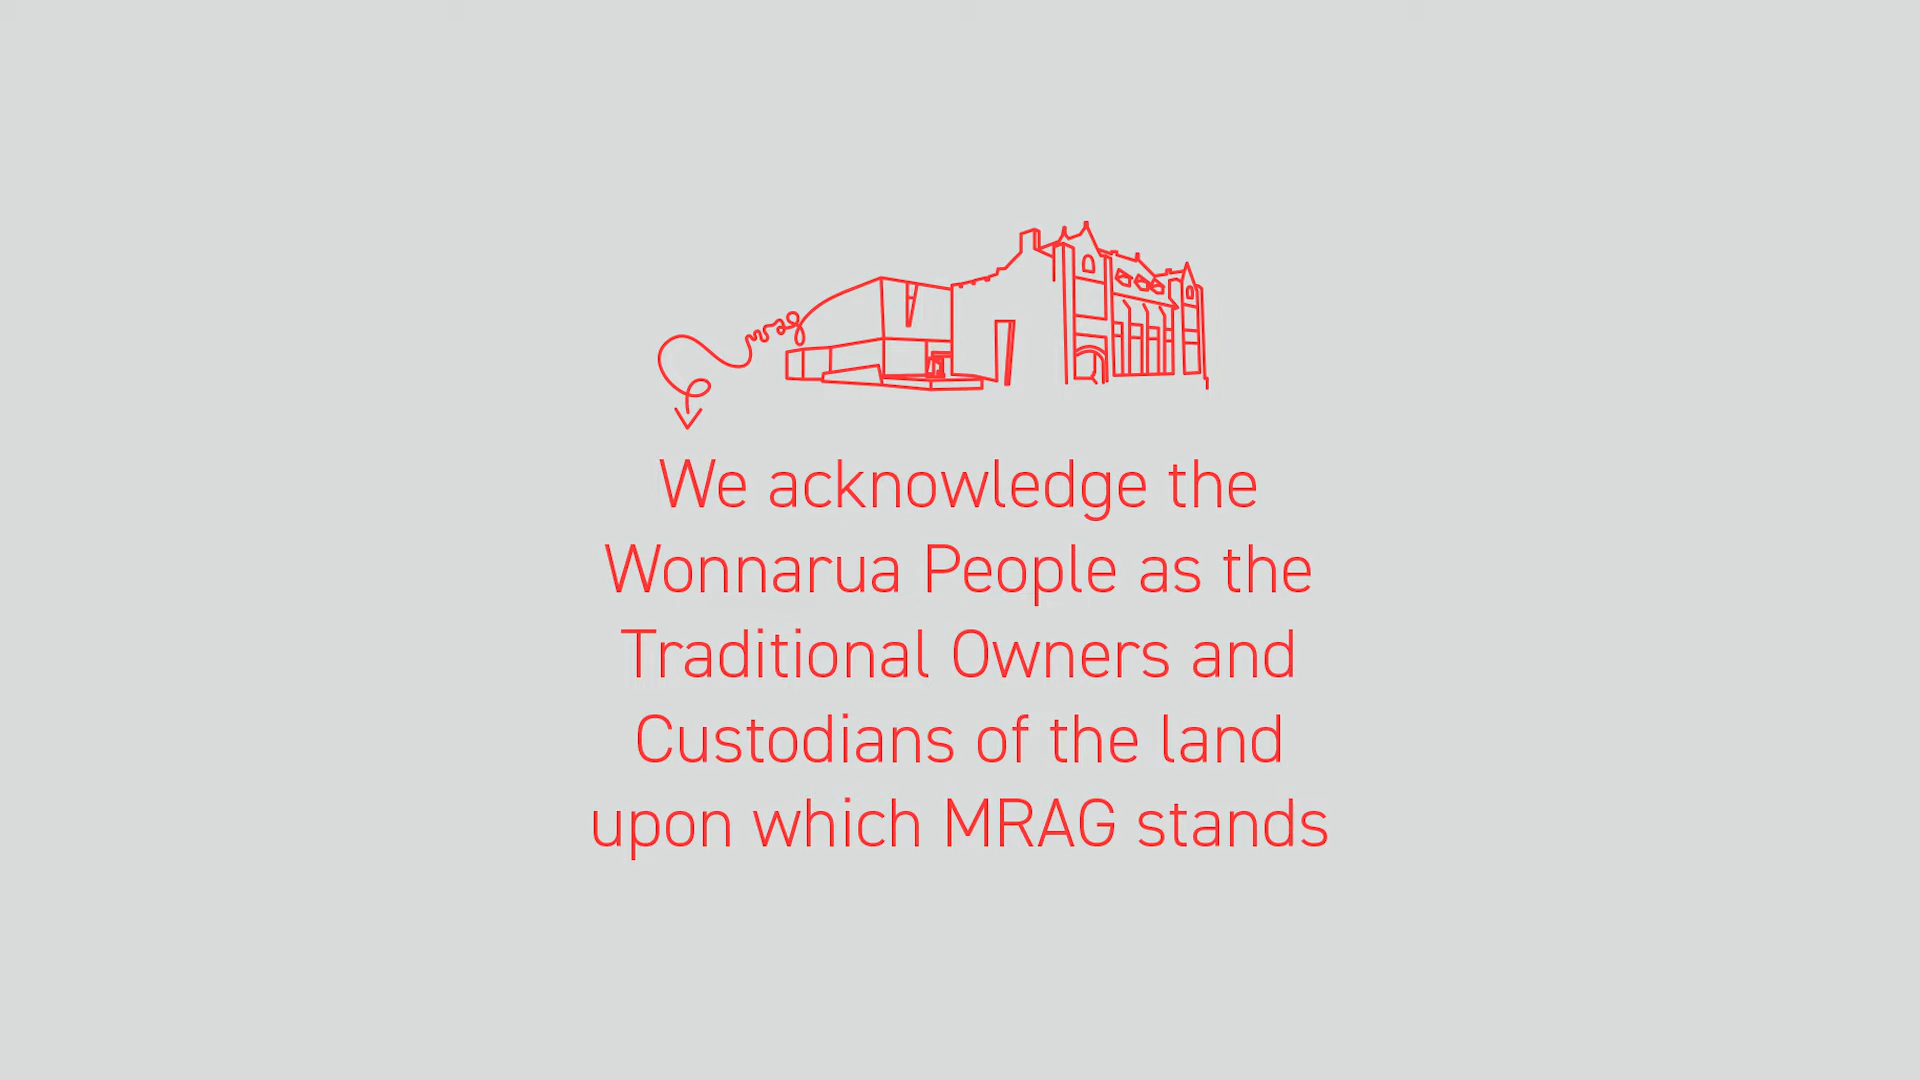 mrag
We acknowledge the
Wonnarua People as the
Traditional Owners and
Custodians of the land
upon which MRAG stands